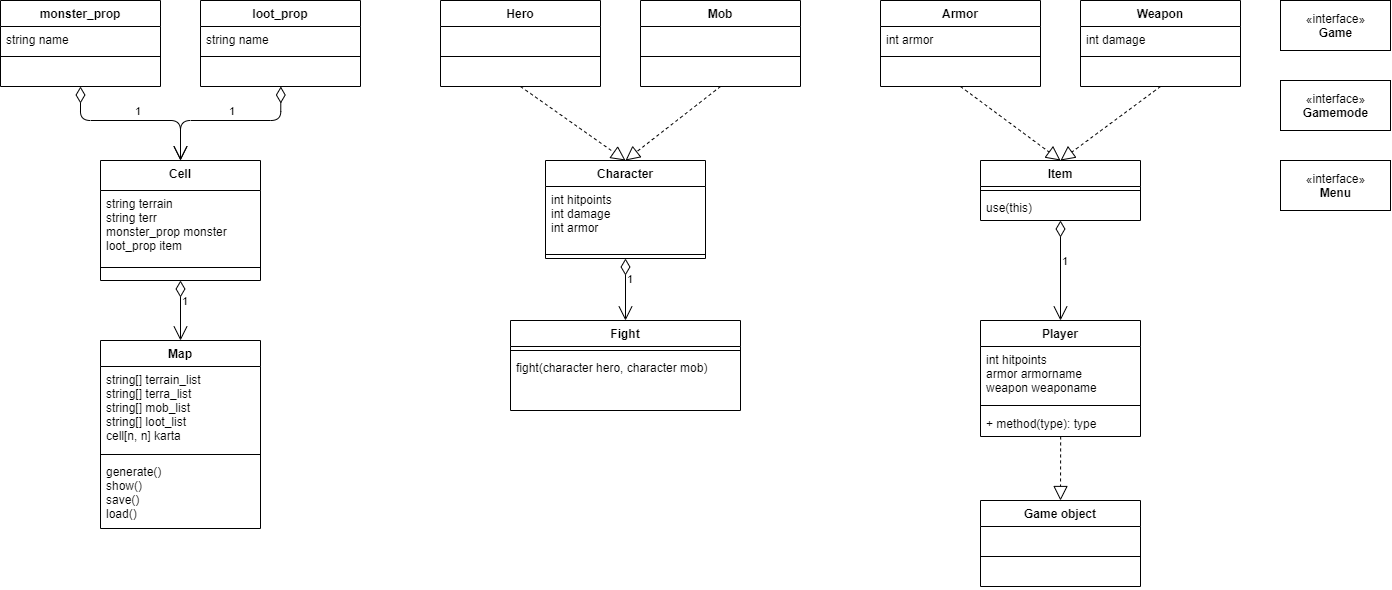 monster_prop
string name
loot_prop
string name
1
1
Cell
string terrain
string terr
monster_prop monster
loot_prop item
1
Map
string[] terrain_list
string[] terra_list
string[] mob_list
string[] loot_list
cell[n, n] karta
generate()
show()
save()
load()
Hero
Mob
Character
int hitpoints
int damage
int armor
1
Fight
fight(character hero, character mob)
Armor
int armor
Weapon
int damage
Item
use(this)
1
Player
int hitpoints
armor armorname
weapon weaponame
+ method(type): type
Game object
«interface»
Game
«interface»
Gamemode
«interface»
Menu